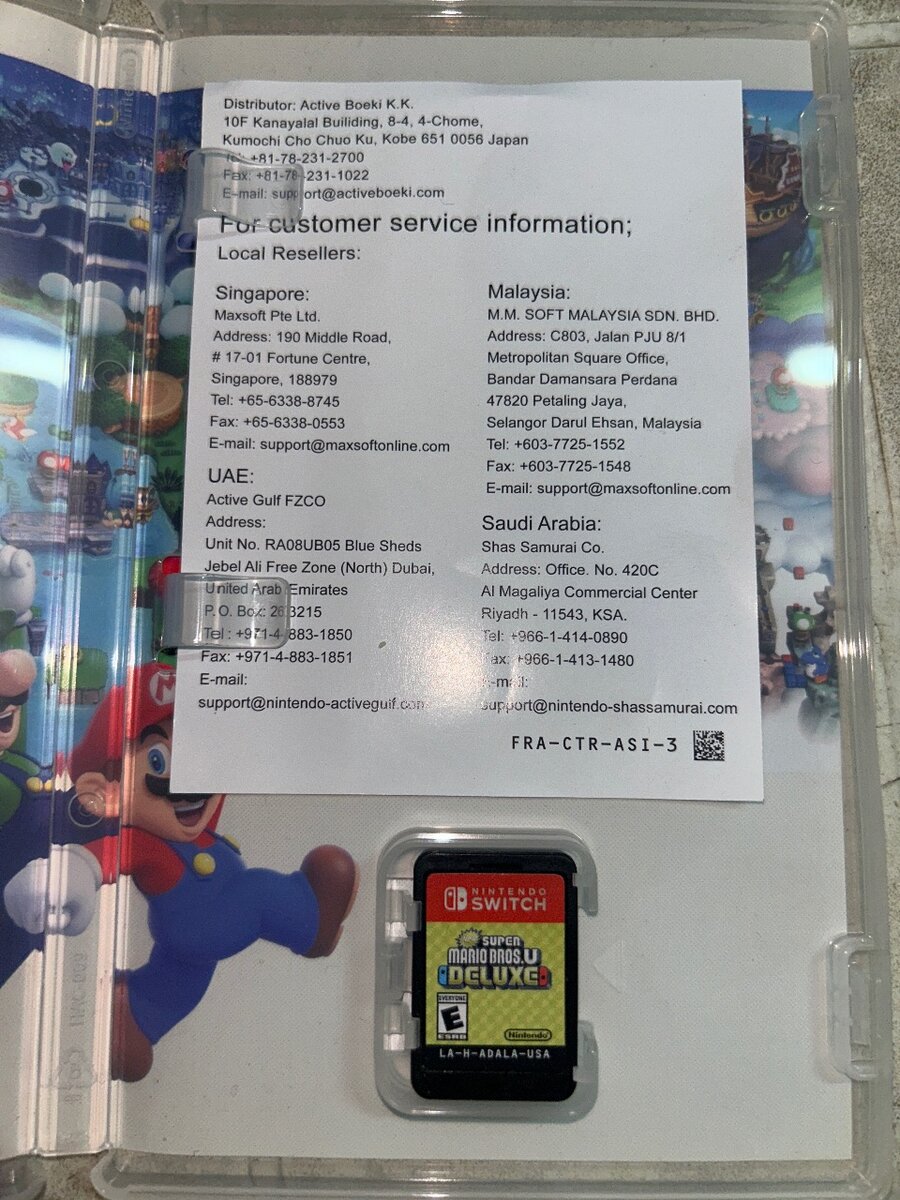 Distributor: Active Boeki K.K.
10F Kanayalal Builiding, 8-4, 4-Chome,
Kumochi Cho Chuo Ku, Kobe 651 0056 Japan
Tel: +81-78-231-2700
Fax: +81-78-231-1022
E-mail: support@activeboeki.com
For customer service information;
Local Resellers:
Singapore:
Maxsoft Pte Ltd.
Address: 190 Middle Road,
# 17-01 Fortune Centre,
Singapore, 188979
Tel: +65-6338-8745
Fax: +65-6338-0553
E-mail: support@maxsoftonline.com
UAE:
Active Gulf FZCO
Address:
Unit No. RA08UB05 Blue Sheds
Jebel Ali Free Zone (North) Dubai,
United Arab Emirates
P.O. Box: 263215
Tel : +971-4-883-1850
Fax: +971-4-883-1851
E-mail:
support@nintendo-activegulf.com
Malaysia:
M.M. SOFT MALAYSIA SDN. BHD.
Address: C803, Jalan PJU 8/1
Metropolitan Square Office,
Bandar Damansara Perdana
47820 Petaling Jaya,
Selangor Darul Ehsan, Malaysia
Tel: +603-7725-1552
Fax: +603-7725-1548
E-mail: support@maxsoftonline.com
Saudi Arabia:
Shas Samurai Co.
Address: Office. No. 420C
Al Magaliya Commercial Center
Riyadh - 11543, KSA.
Tel: +966-1-414-0890
Fax: +966-1-413-1480
E-mail:
support@nintendo-shassamurai.com
FRA-CTR-ASI-3
M
NINTENDO
SWITCH
NEW
SUPER
MARIO BROS. U
DELUXE
EVERYONE
E
ESRB
Nintendo
LA-H-ADALA-USA